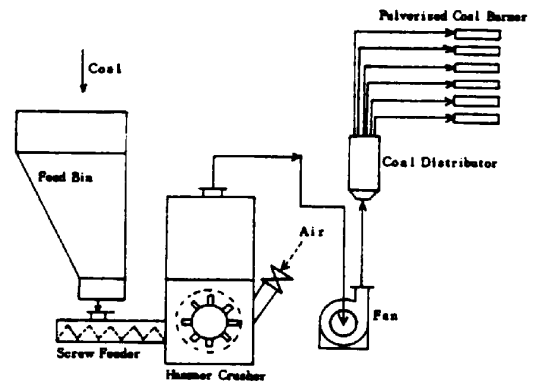 Pulverised Coal Burner
Coal
Feed Bin
Coal Distributor
Air
Fan
Screw Feeder
Hammer Crusher